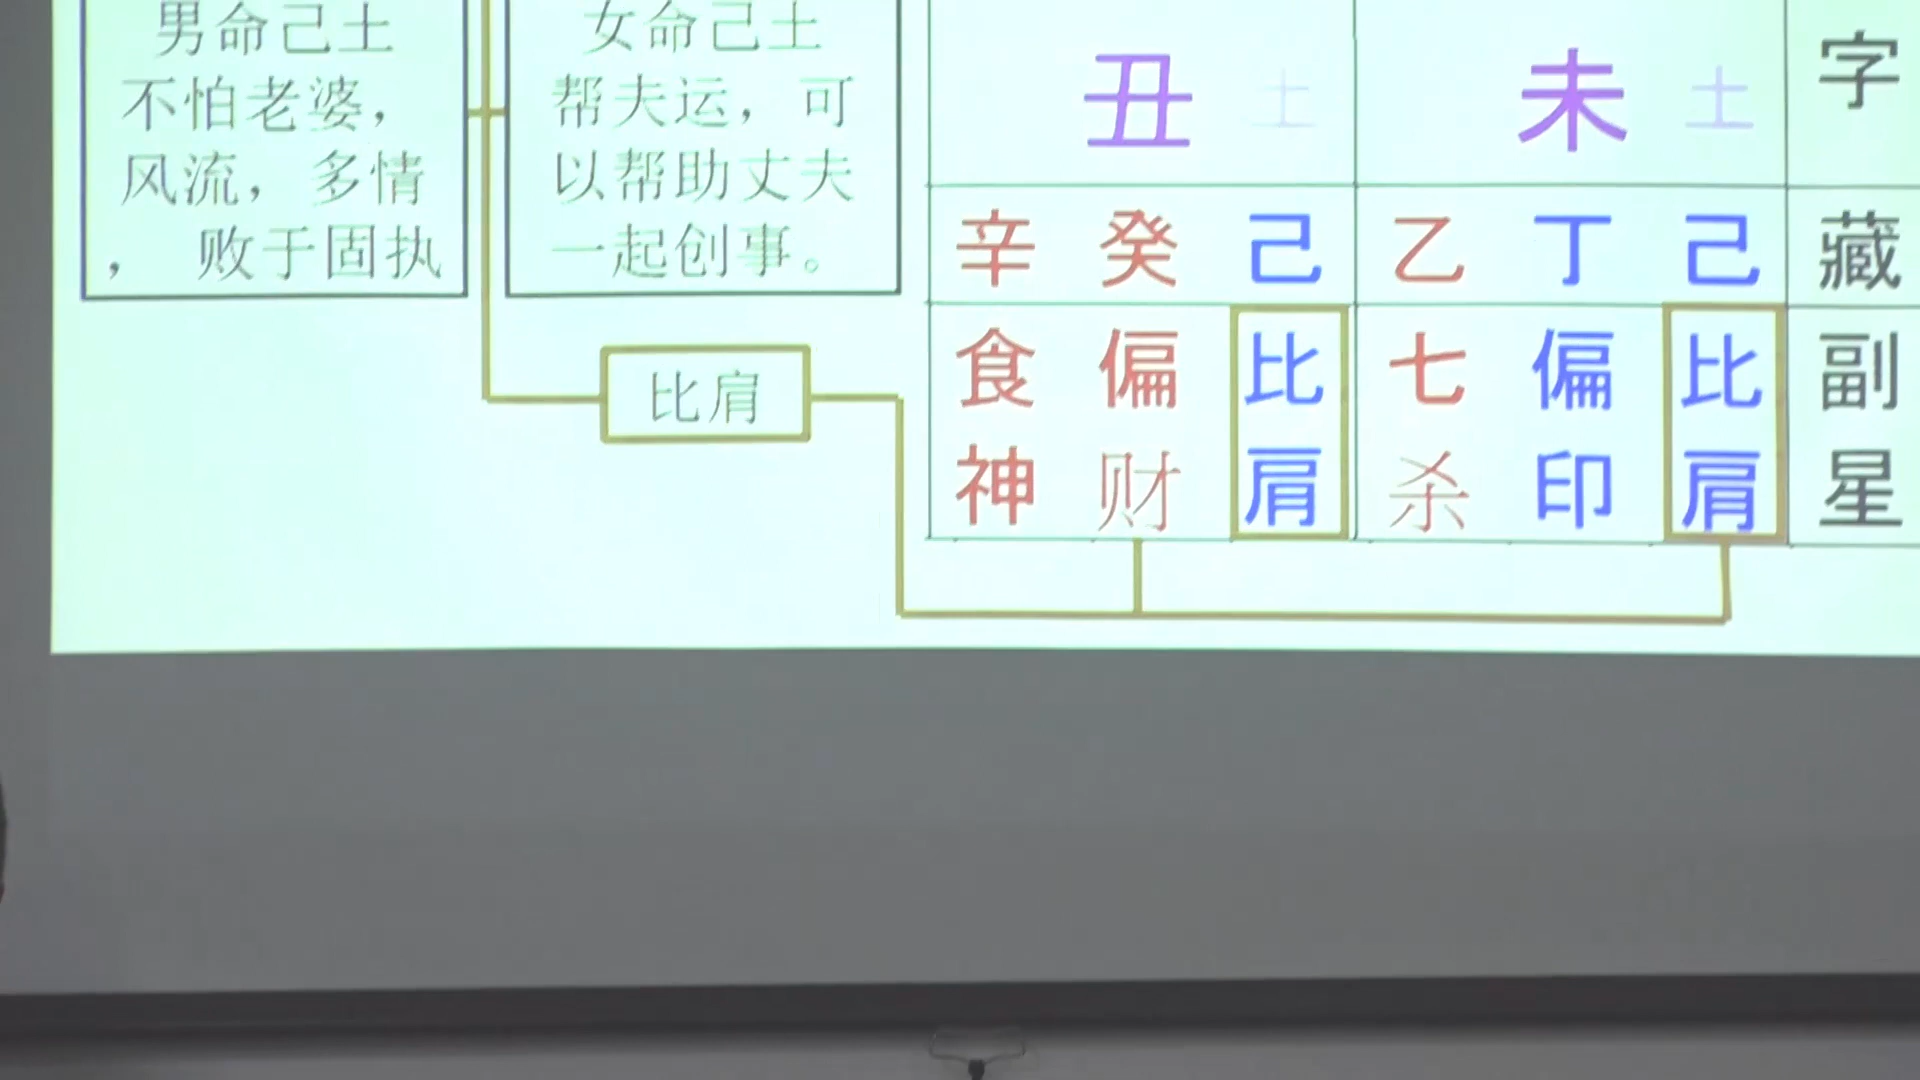 男命己土
不怕老婆，
风流，多情
，败于固执
女命己土
帮夫运，可
以帮助丈夫
一起创事。
比肩
丑 土 未 土 字
辛 癸 己 乙 丁 己 藏
食 偏 比 七 偏 比 副
神 财 肩 杀 印 肩 星